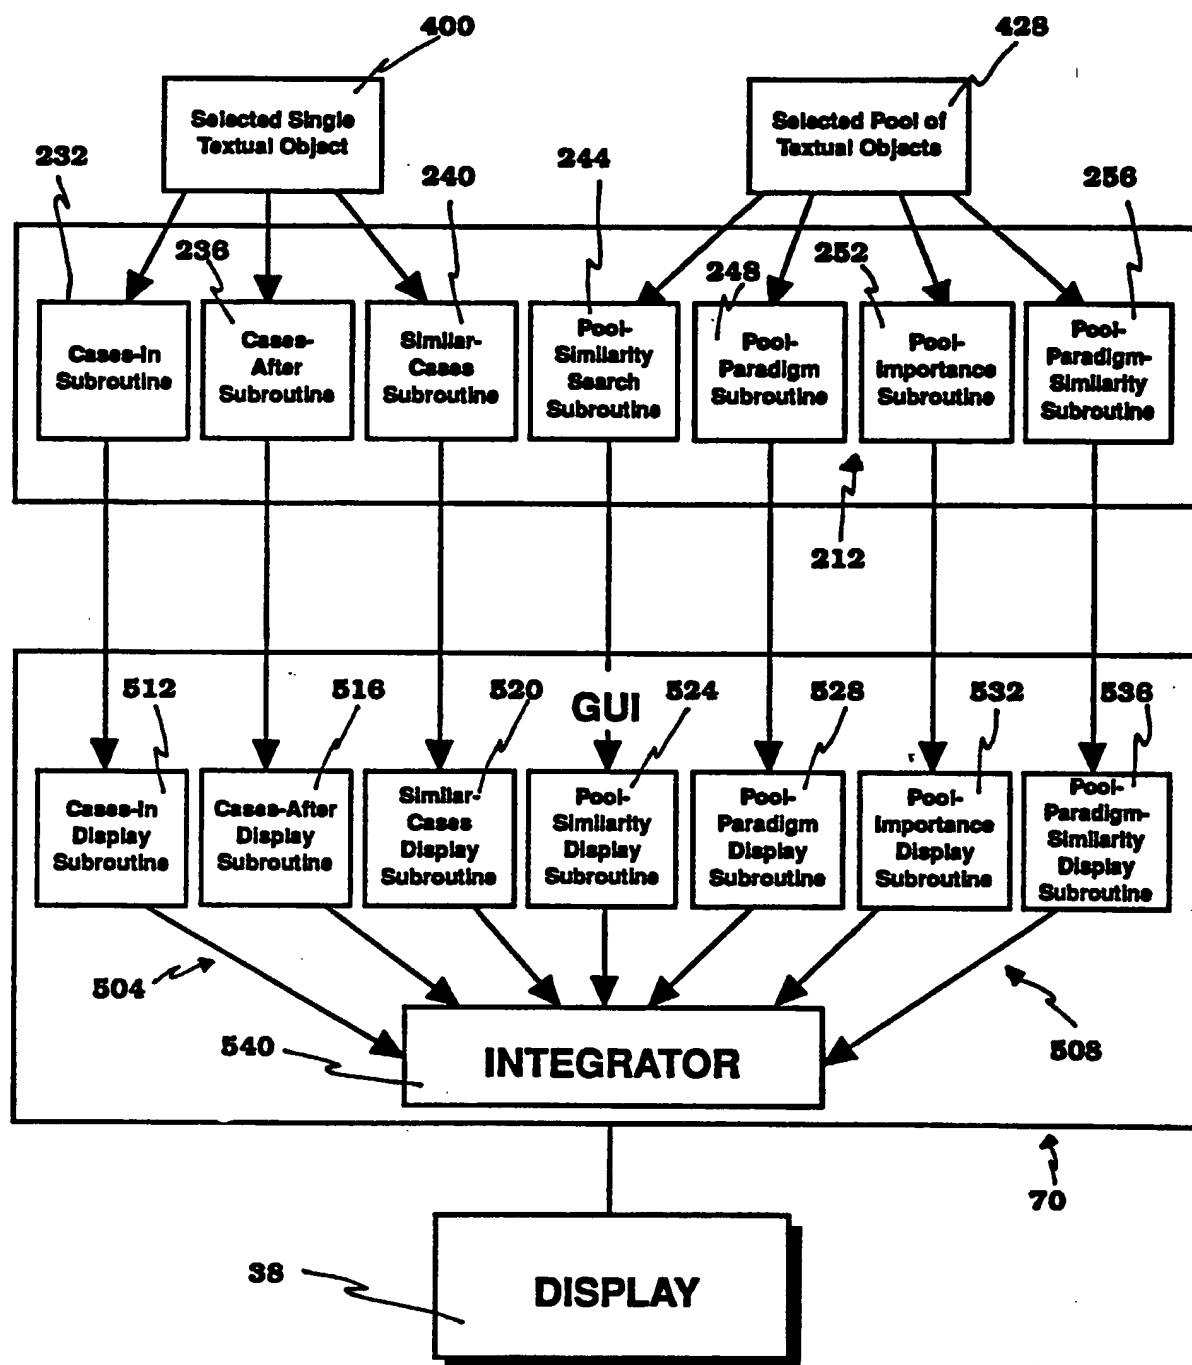 400
428
Selected Single
Textual Object
Selected Pool of
Textual Objects
232
240
244
256
236
248
252
Cases-In
Subroutine
Cases-
After
Subroutine
Similar-
Cases
Subroutine
Pool-
Similarity
Search
Subroutine
Pool-
Paradigm
Subroutine
Pool-
Importance
Subroutine
Pool-
Paradigm-
Similarity
Subroutine
212
GUI
512
516
520
524
528
532
536
Cases-In
Display
Subroutine
Cases-After
Display
Subroutine
Similar-
Cases
Display
Subroutine
Pool-
Similarity
Display
Subroutine
Pool-
Paradigm
Display
Subroutine
Pool-
Importance
Display
Subroutine
Pool-
Paradigm-
Similarity
Display
Subroutine
504
508
540
INTEGRATOR
70
38
DISPLAY